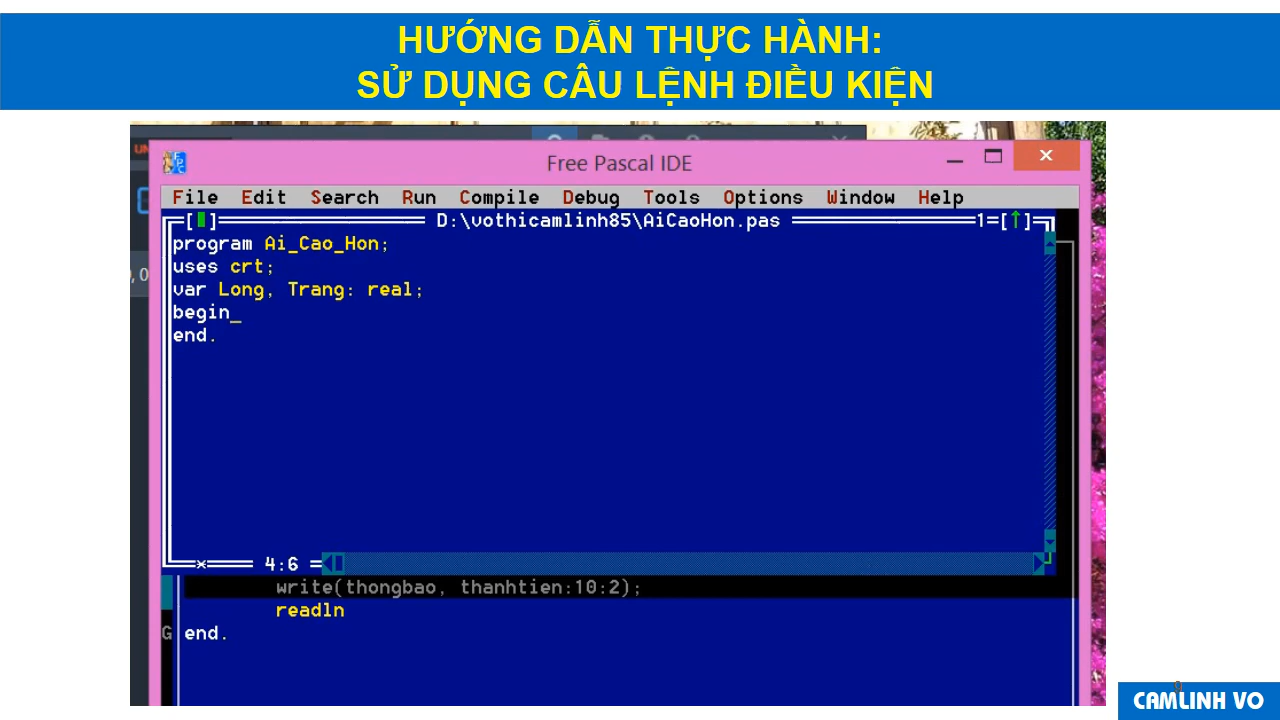 HƯỚNG DẪN THỰC HÀNH:
SỬ DỤNG CÂU LỆNH ĐIỀU KIỆN
Free Pascal IDE
File Edit Search Run Compile Debug Tools Options Window Help
D:\vothicamlinh85\AiCaoHon.pas 1=[↑]
program Ai_Cao_Hon;
uses crt;
var Long, Trang: real;
begin_
end.
4:6
write(thongbao, thanhtien:10:2);
readln
G end.
9
CAMLINH VO